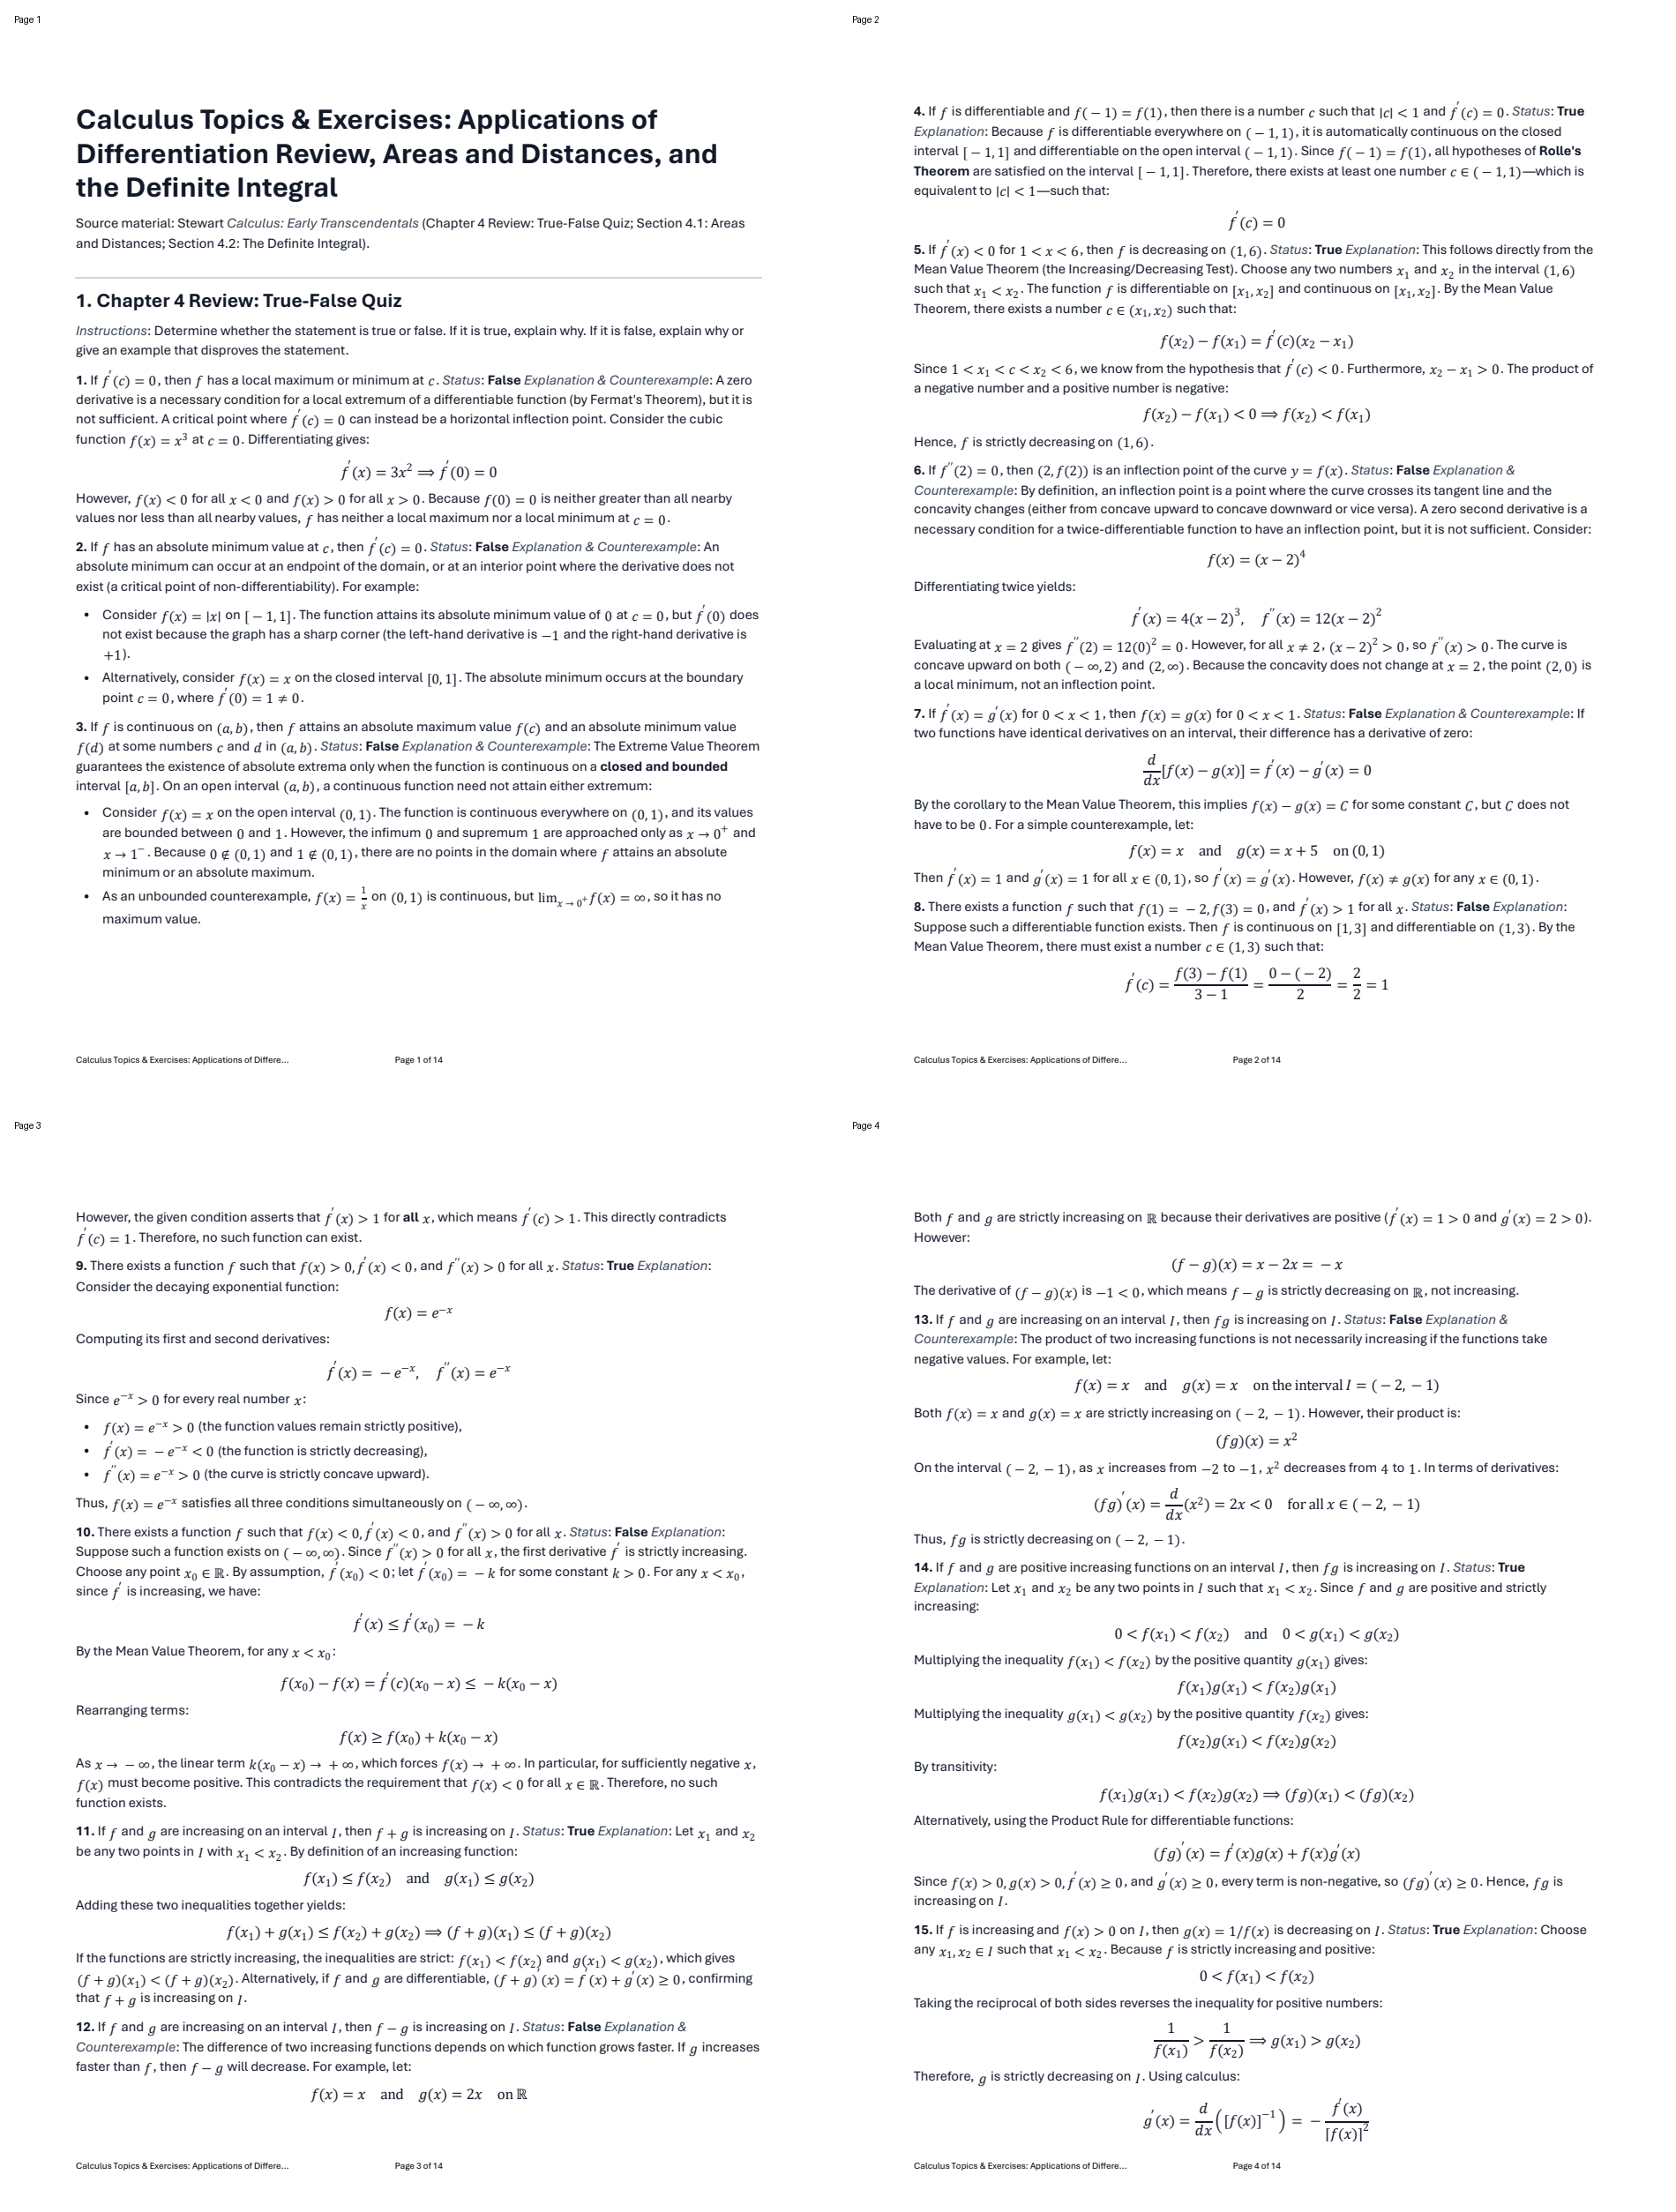 Page 1
Calculus Topics & Exercises: Applications of
Differentiation Review, Areas and Distances, and
the Definite Integral
Source material: Stewart Calculus: Early Transcendentals (Chapter 4 Review: True-False Quiz; Section 4.1: Areas
and Distances; Section 4.2: The Definite Integral).
1. Chapter 4 Review: True-False Quiz
Instructions: Determine whether the statement is true or false. If it is true, explain why. If it is false, explain why or
give an example that disproves the statement.
1. If f′(c) = 0, then f has a local maximum or minimum at c. Status: False Explanation & Counterexample: A zero
derivative is a necessary condition for a local extremum of a differentiable function (by Fermat's Theorem), but it is
not sufficient. A critical point where f′(c) = 0 can instead be a horizontal inflection point. Consider the cubic
function f(x) = x³ at c = 0. Differentiating gives:
f′(x) = 3x² ⟹ f′(0) = 0
However, f(x) < 0 for all x < 0 and f(x) > 0 for all x > 0. Because f(0) = 0 is neither greater than all nearby
values nor less than all nearby values, f has neither a local maximum nor a local minimum at c = 0.
2. If f has an absolute minimum value at c, then f′(c) = 0. Status: False Explanation & Counterexample: An
absolute minimum can occur at an endpoint of the domain, or at an interior point where the derivative does not
exist (a critical point of non-differentiability). For example:
• Consider f(x) = |x| on [ − 1, 1]. The function attains its absolute minimum value of 0 at c = 0, but f′(0) does
not exist because the graph has a sharp corner (the left-hand derivative is −1 and the right-hand derivative is
+1).
• Alternatively, consider f(x) = x on the closed interval [0, 1]. The absolute minimum occurs at the boundary
point c = 0, where f′(0) = 1 ≠ 0.
3. If f is continuous on (a, b), then f attains an absolute maximum value f(c) and an absolute minimum value
f(d) at some numbers c and d in (a, b). Status: False Explanation & Counterexample: The Extreme Value Theorem
guarantees the existence of absolute extrema only when the function is continuous on a closed and bounded
interval [a, b]. On an open interval (a, b), a continuous function need not attain either extremum:
• Consider f(x) = x on the open interval (0, 1). The function is continuous everywhere on (0, 1), and its values
are bounded between 0 and 1. However, the infimum 0 and supremum 1 are approached only as x → 0⁺ and
x → 1⁻. Because 0 ∉ (0, 1) and 1 ∉ (0, 1), there are no points in the domain where f attains an absolute
minimum or an absolute maximum.
• As an unbounded counterexample, f(x) = 1/x on (0, 1) is continuous, but lim x → 0⁺ f(x) = ∞, so it has no
maximum value.
Calculus Topics & Exercises: Applications of Differe... Page 1 of 14
Page 2
4. If f is differentiable and f( − 1) = f(1), then there is a number c such that |c| < 1 and f′(c) = 0. Status: True
Explanation: Because f is differentiable everywhere on ( − 1, 1), it is automatically continuous on the closed
interval [ − 1, 1] and differentiable on the open interval ( − 1, 1). Since f( − 1) = f(1), all hypotheses of Rolle's
Theorem are satisfied on the interval [ − 1, 1]. Therefore, there exists at least one number c ∈ ( − 1, 1)—which is
equivalent to |c| < 1—such that:
f′(c) = 0
5. If f′(x) < 0 for 1 < x < 6, then f is decreasing on (1, 6). Status: True Explanation: This follows directly from the
Mean Value Theorem (the Increasing/Decreasing Test). Choose any two numbers x₁ and x₂ in the interval (1, 6)
such that x₁ < x₂. The function f is differentiable on [x₁, x₂] and continuous on [x₁, x₂]. By the Mean Value
Theorem, there exists a number c ∈ (x₁, x₂) such that:
f(x₂) − f(x₁) = f′(c)(x₂ − x₁)
Since 1 < x₁ < c < x₂ < 6, we know from the hypothesis that f′(c) < 0. Furthermore, x₂ − x₁ > 0. The product of
a negative number and a positive number is negative:
f(x₂) − f(x₁) < 0 ⟹ f(x₂) < f(x₁)
Hence, f is strictly decreasing on (1, 6).
6. If f″(2) = 0, then (2, f(2)) is an inflection point of the curve y = f(x). Status: False Explanation &
Counterexample: By definition, an inflection point is a point where the curve crosses its tangent line and the
concavity changes (either from concave upward to concave downward or vice versa). A zero second derivative is a
necessary condition for a twice-differentiable function to have an inflection point, but it is not sufficient. Consider:
f(x) = (x − 2)⁴
Differentiating twice yields:
f′(x) = 4(x − 2)³, f″(x) = 12(x − 2)²
Evaluating at x = 2 gives f″(2) = 12(0)² = 0. However, for all x ≠ 2, (x − 2)² > 0, so f″(x) > 0. The curve is
concave upward on both ( − ∞, 2) and (2, ∞). Because the concavity does not change at x = 2, the point (2, 0) is
a local minimum, not an inflection point.
7. If f′(x) = g′(x) for 0 < x < 1, then f(x) = g(x) for 0 < x < 1. Status: False Explanation & Counterexample: If
two functions have identical derivatives on an interval, their difference has a derivative of zero:
d/dx [f(x) − g(x)] = f′(x) − g′(x) = 0
By the corollary to the Mean Value Theorem, this implies f(x) − g(x) = C for some constant C, but C does not
have to be 0. For a simple counterexample, let:
f(x) = x and g(x) = x + 5 on (0, 1)
Then f′(x) = 1 and g′(x) = 1 for all x ∈ (0, 1), so f′(x) = g′(x). However, f(x) ≠ g(x) for any x ∈ (0, 1).
8. There exists a function f such that f(1) = − 2, f(3) = 0, and f′(x) > 1 for all x. Status: False Explanation:
Suppose such a differentiable function exists. Then f is continuous on [1, 3] and differentiable on (1, 3). By the
Mean Value Theorem, there must exist a number c ∈ (1, 3) such that:
f′(c) = (f(3) − f(1))/(3 − 1) = (0 − ( − 2))/2 = 2/2 = 1
Calculus Topics & Exercises: Applications of Differe... Page 2 of 14
Page 3
However, the given condition asserts that f′(x) > 1 for all x, which means f′(c) > 1. This directly contradicts
f′(c) = 1. Therefore, no such function can exist.
9. There exists a function f such that f(x) > 0, f′(x) < 0, and f″(x) > 0 for all x. Status: True Explanation:
Consider the decaying exponential function:
f(x) = e⁻ˣ
Computing its first and second derivatives:
f′(x) = − e⁻ˣ, f″(x) = e⁻ˣ
Since e⁻ˣ > 0 for every real number x:
• f(x) = e⁻ˣ > 0 (the function values remain strictly positive),
• f′(x) = − e⁻ˣ < 0 (the function is strictly decreasing),
• f″(x) = e⁻ˣ > 0 (the curve is strictly concave upward).
Thus, f(x) = e⁻ˣ satisfies all three conditions simultaneously on ( − ∞, ∞).
10. There exists a function f such that f(x) < 0, f′(x) < 0, and f″(x) > 0 for all x. Status: False Explanation:
Suppose such a function exists on ( − ∞, ∞). Since f″(x) > 0 for all x, the first derivative f′ is strictly increasing.
Choose any point x₀ ∈ ℝ. By assumption, f′(x₀) < 0; let f′(x₀) = − k for some constant k > 0. For any x < x₀,
since f′ is increasing, we have:
f′(x) ≤ f′(x₀) = − k
By the Mean Value Theorem, for any x < x₀:
f(x₀) − f(x) = f′(c)(x₀ − x) ≤ − k(x₀ − x)
Rearranging terms:
f(x) ≥ f(x₀) + k(x₀ − x)
As x → − ∞, the linear term k(x₀ − x) → + ∞, which forces f(x) → + ∞. In particular, for sufficiently negative x,
f(x) must become positive. This contradicts the requirement that f(x) < 0 for all x ∈ ℝ. Therefore, no such
function exists.
11. If f and g are increasing on an interval I, then f + g is increasing on I. Status: True Explanation: Let x₁ and x₂
be any two points in I with x₁ < x₂. By definition of an increasing function:
f(x₁) ≤ f(x₂) and g(x₁) ≤ g(x₂)
Adding these two inequalities together yields:
f(x₁) + g(x₁) ≤ f(x₂) + g(x₂) ⟹ (f + g)(x₁) ≤ (f + g)(x₂)
If the functions are strictly increasing, the inequalities are strict: f(x₁) < f(x₂) and g(x₁) < g(x₂), which gives
(f + g)(x₁) < (f + g)(x₂). Alternatively, if f and g are differentiable, (f + g)′(x) = f′(x) + g′(x) ≥ 0, confirming
that f + g is increasing on I.
12. If f and g are increasing on an interval I, then f − g is increasing on I. Status: False Explanation &
Counterexample: The difference of two increasing functions depends on which function grows faster. If g increases
faster than f, then f − g will decrease. For example, let:
f(x) = x and g(x) = 2x on ℝ
Calculus Topics & Exercises: Applications of Differe... Page 3 of 14
Page 4
Both f and g are strictly increasing on ℝ because their derivatives are positive (f′(x) = 1 > 0 and g′(x) = 2 > 0).
However:
(f − g)(x) = x − 2x = − x
The derivative of (f − g)(x) is −1 < 0, which means f − g is strictly decreasing on ℝ, not increasing.
13. If f and g are increasing on an interval I, then fg is increasing on I. Status: False Explanation &
Counterexample: The product of two increasing functions is not necessarily increasing if the functions take
negative values. For example, let:
f(x) = x and g(x) = x on the interval I = ( − 2, − 1)
Both f(x) = x and g(x) = x are strictly increasing on ( − 2, − 1). However, their product is:
(fg)(x) = x²
On the interval ( − 2, − 1), as x increases from −2 to −1, x² decreases from 4 to 1. In terms of derivatives:
(fg)′(x) = d/dx (x²) = 2x < 0 for all x ∈ ( − 2, − 1)
Thus, fg is strictly decreasing on ( − 2, − 1).
14. If f and g are positive increasing functions on an interval I, then fg is increasing on I. Status: True
Explanation: Let x₁ and x₂ be any two points in I such that x₁ < x₂. Since f and g are positive and strictly
increasing:
0 < f(x₁) < f(x₂) and 0 < g(x₁) < g(x₂)
Multiplying the inequality f(x₁) < f(x₂) by the positive quantity g(x₁) gives:
f(x₁)g(x₁) < f(x₂)g(x₁)
Multiplying the inequality g(x₁) < g(x₂) by the positive quantity f(x₂) gives:
f(x₂)g(x₁) < f(x₂)g(x₂)
By transitivity:
f(x₁)g(x₁) < f(x₂)g(x₂) ⟹ (fg)(x₁) < (fg)(x₂)
Alternatively, using the Product Rule for differentiable functions:
(fg)′(x) = f′(x)g(x) + f(x)g′(x)
Since f(x) > 0, g(x) > 0, f′(x) ≥ 0, and g′(x) ≥ 0, every term is non-negative, so (fg)′(x) ≥ 0. Hence, fg is
increasing on I.
15. If f is increasing and f(x) > 0 on I, then g(x) = 1/f(x) is decreasing on I. Status: True Explanation: Choose
any x₁, x₂ ∈ I such that x₁ < x₂. Because f is strictly increasing and positive:
0 < f(x₁) < f(x₂)
Taking the reciprocal of both sides reverses the inequality for positive numbers:
1/f(x₁) > 1/f(x₂) ⟹ g(x₁) > g(x₂)
Therefore, g is strictly decreasing on I. Using calculus:
g′(x) = d/dx ([f(x)]⁻¹) = − f′(x)/[f(x)]²
Calculus Topics & Exercises: Applications of Differe... Page 4 of 14